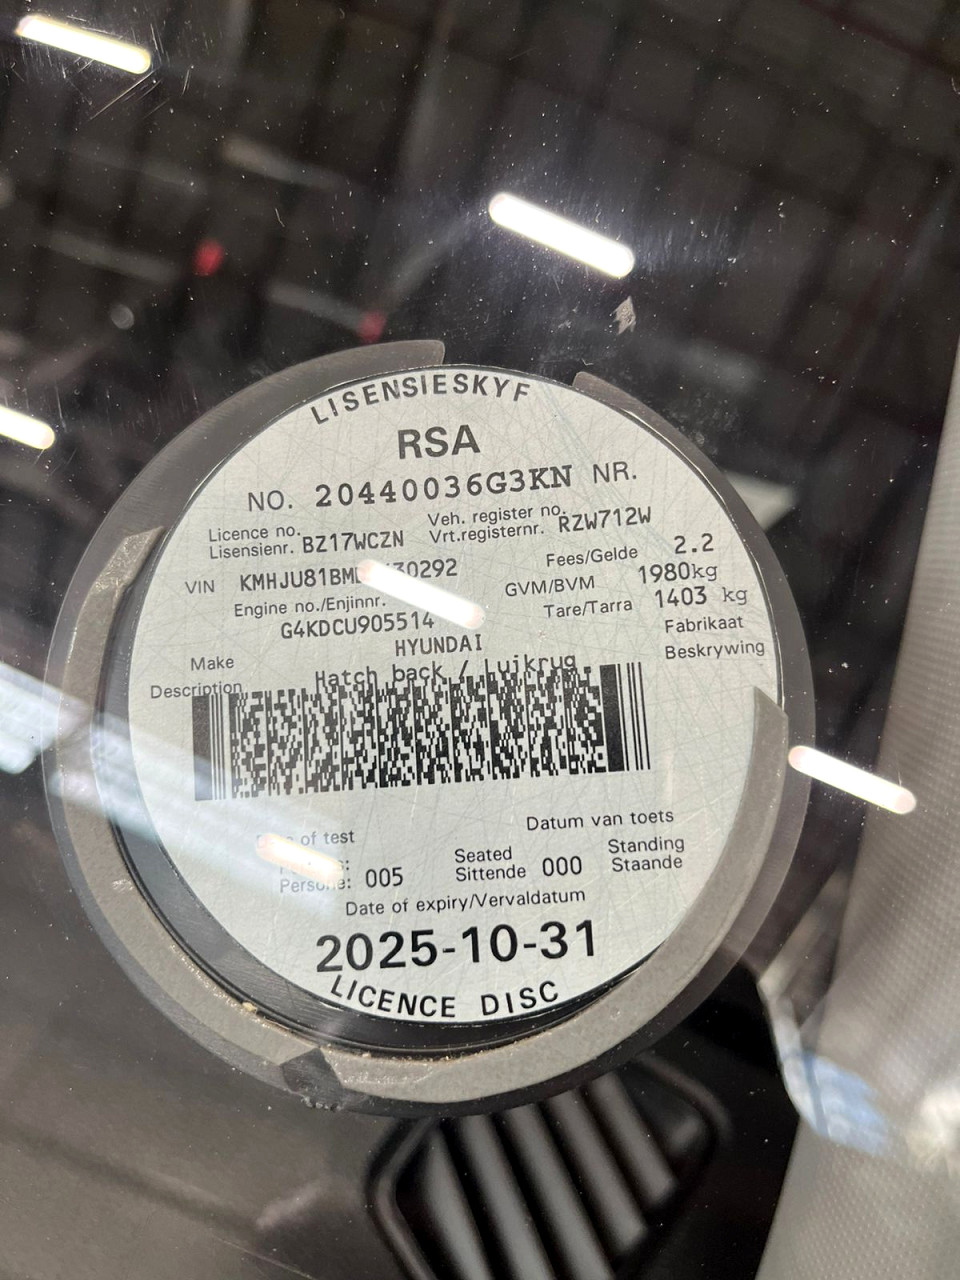 LISENSIESKYF
RSA
NO. 20440036G3KN NR.
Licence no. Veh. register no.
Lisensienr. BZ17WCZN Vrt.registernr. RZW712W
VIN Fees/Gelde 2.2
GVM/BVM 1980kg
Engine no./Enjinnr. Tare/Tarra 1403 kg
G4KDCU905514
HYUNDAI Fabrikaat
Make
Description Hatch back / Luikrug Beskrywing
of test Datum van toets
Seated Standing
005 Sittende 000 Staande
Date of expiry/Vervaldatum
2025-10-31
LICENCE DISC